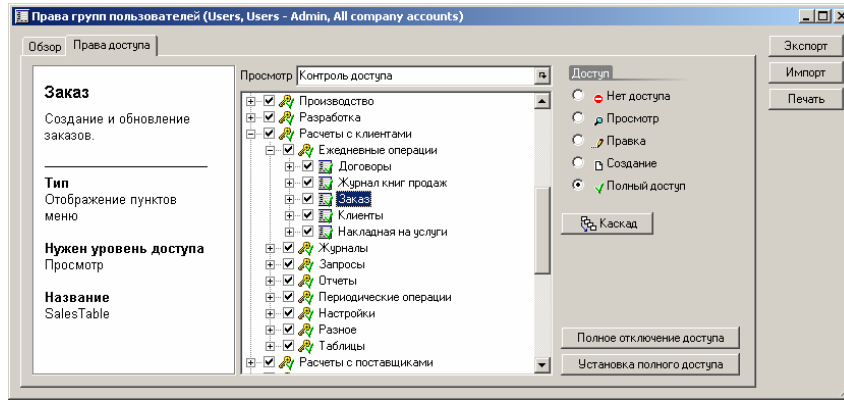 Права групп пользователей (Users, Users - Admin, All company accounts)
Обзор
Права доступа
Экспорт
Импорт
Печать
Заказ
Создание и обновление
заказов.
Тип
Отображение пунктов
меню
Нужен уровень доступа
Просмотр
Название
SalesTable
Просмотр Контроль доступа
Производство
Разработка
Расчеты с клиентами
Ежедневные операции
Договоры
Журнал книг продаж
Заказ
Клиенты
Накладная на услуги
Журналы
Запросы
Отчеты
Периодические операции
Настройки
Разное
Таблицы
Расчеты с поставщиками
Доступ
Нет доступа
Просмотр
Правка
Создание
Полный доступ
Каскад
Полное отключение доступа
Установка полного доступа